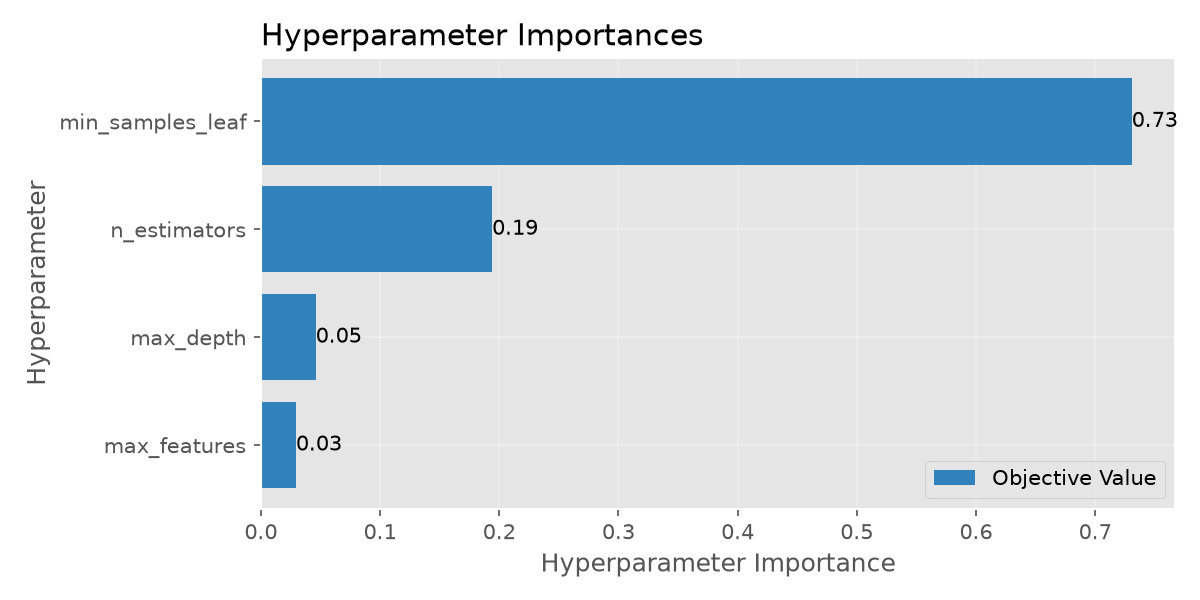 Hyperparameter Importances
Hyperparameter
min_samples_leaf
0.73
n_estimators
0.19
max_depth
0.05
max_features
0.03
Objective Value
0.0 0.1 0.2 0.3 0.4 0.5 0.6 0.7
Hyperparameter Importance